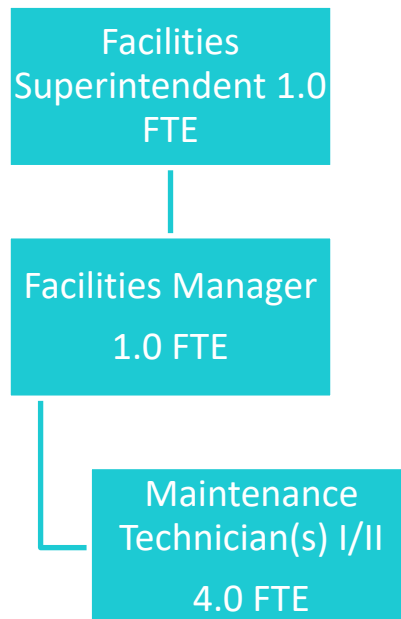 Facilities
Superintendent 1.0
FTE
Facilities Manager
1.0 FTE
Maintenance
Technician(s) I/II
4.0 FTE